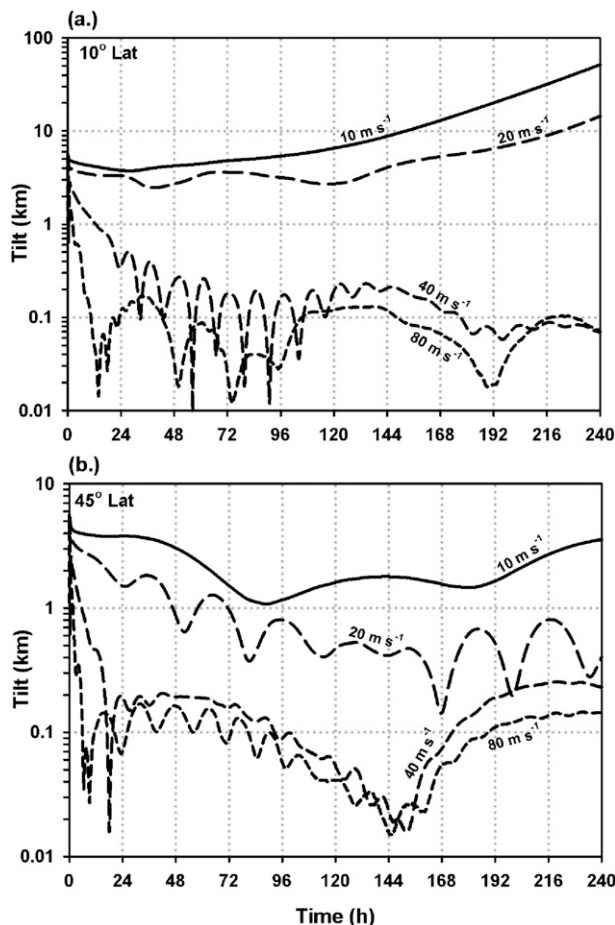 (a.)
100
10° Lat
10 m s⁻¹
10
20 m s⁻¹
Tilt (km)
1
40 m s⁻¹
0.1
80 m s⁻¹
0.01
0 24 48 72 96 120 144 168 192 216 240
(b.)
10
45° Lat
10 m s⁻¹
1
20 m s⁻¹
Tilt (km)
0.1
40 m s⁻¹
80 m s⁻¹
0.01
0 24 48 72 96 120 144 168 192 216 240
Time (h)